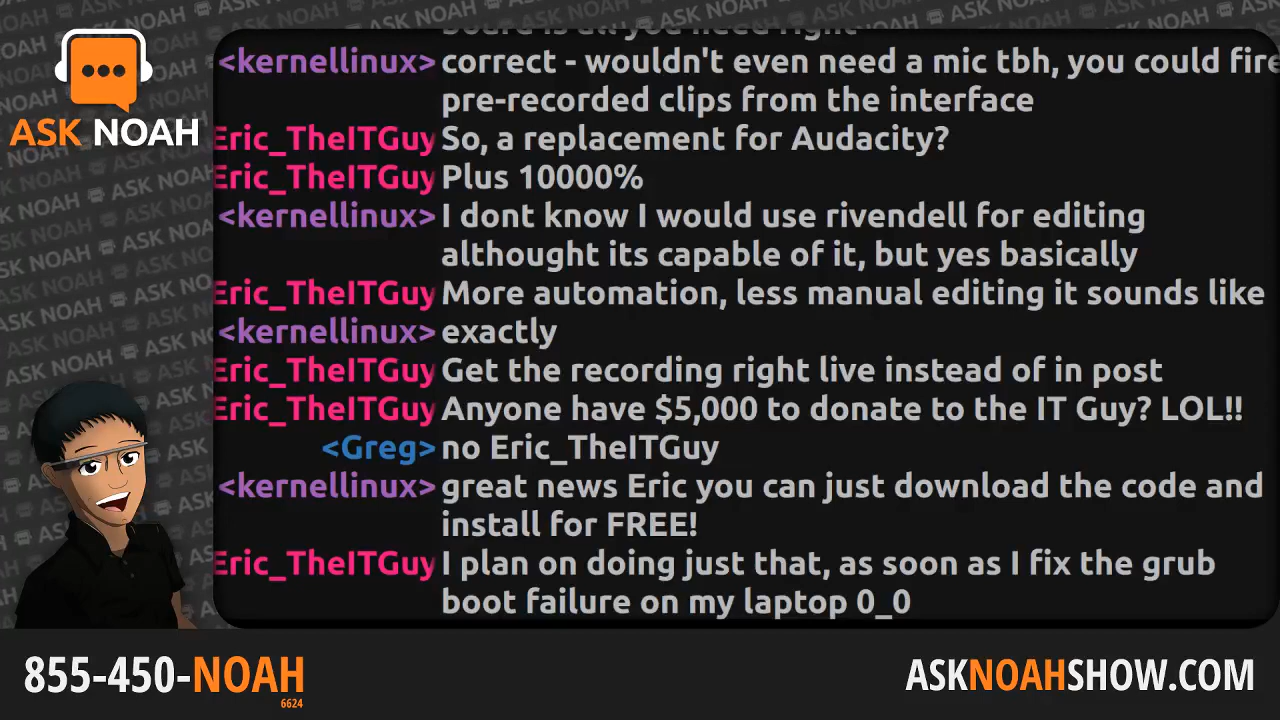 ASK NOAH
board is all you need right
<kernellinux> correct - wouldn't even need a mic tbh, you could fire
pre-recorded clips from the interface
Eric_TheITGuy So, a replacement for Audacity?
Eric_TheITGuy Plus 10000%
<kernellinux> I dont know I would use rivendell for editing
althought its capable of it, but yes basically
Eric_TheITGuy More automation, less manual editing it sounds like
<kernellinux> exactly
Eric_TheITGuy Get the recording right live instead of in post
Eric_TheITGuy Anyone have $5,000 to donate to the IT Guy? LOL!!
<Greg> no Eric_TheITGuy
<kernellinux> great news Eric you can just download the code and
install for FREE!
Eric_TheITGuy I plan on doing just that, as soon as I fix the grub
boot failure on my laptop 0_0
855-450-NOAH
6624
ASKNOAHSHOW.COM